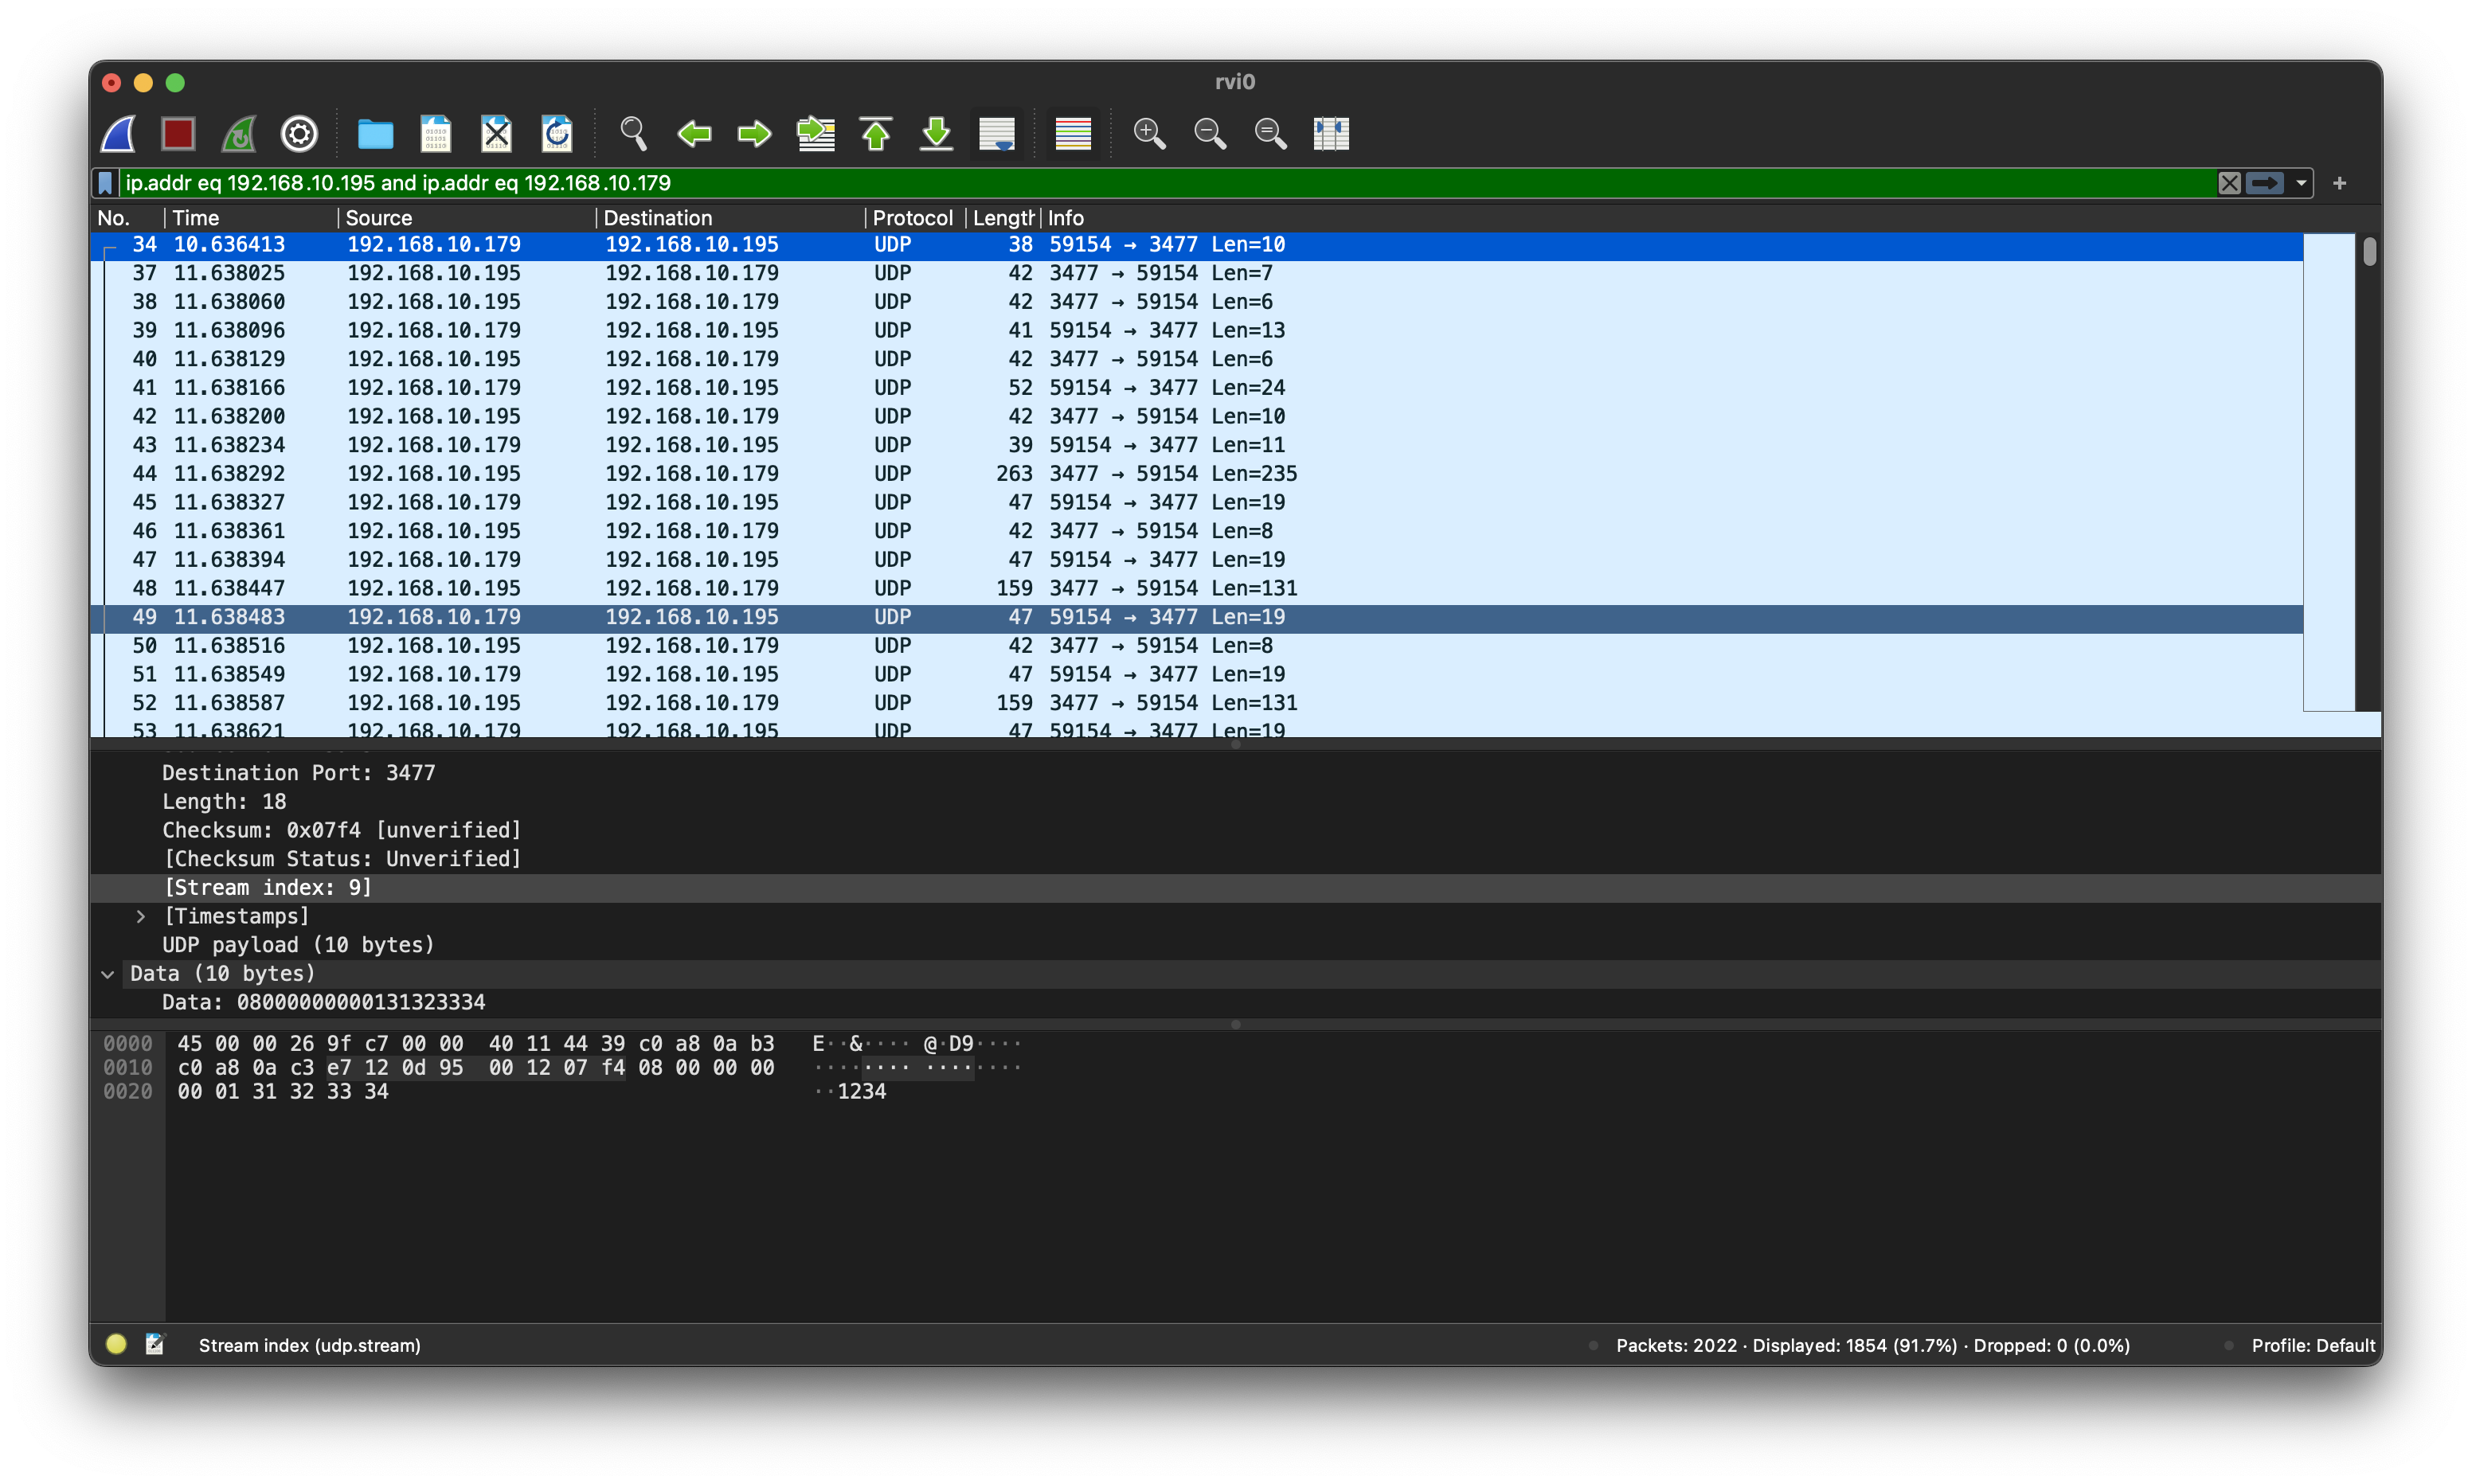 rvi0
ip.addr eq 192.168.10.195 and ip.addr eq 192.168.10.179
No. Time Source Destination Protocol Length Info
34 10.636413 192.168.10.179 192.168.10.195 UDP 38 59154 → 3477 Len=10
37 11.638025 192.168.10.195 192.168.10.179 UDP 42 3477 → 59154 Len=7
38 11.638060 192.168.10.195 192.168.10.179 UDP 42 3477 → 59154 Len=6
39 11.638096 192.168.10.179 192.168.10.195 UDP 41 59154 → 3477 Len=13
40 11.638129 192.168.10.195 192.168.10.179 UDP 42 3477 → 59154 Len=6
41 11.638166 192.168.10.179 192.168.10.195 UDP 52 59154 → 3477 Len=24
42 11.638200 192.168.10.195 192.168.10.179 UDP 42 3477 → 59154 Len=10
43 11.638234 192.168.10.179 192.168.10.195 UDP 39 59154 → 3477 Len=11
44 11.638292 192.168.10.195 192.168.10.179 UDP 263 3477 → 59154 Len=235
45 11.638327 192.168.10.179 192.168.10.195 UDP 47 59154 → 3477 Len=19
46 11.638361 192.168.10.195 192.168.10.179 UDP 42 3477 → 59154 Len=8
47 11.638394 192.168.10.179 192.168.10.195 UDP 47 59154 → 3477 Len=19
48 11.638447 192.168.10.195 192.168.10.179 UDP 159 3477 → 59154 Len=131
49 11.638483 192.168.10.179 192.168.10.195 UDP 47 59154 → 3477 Len=19
50 11.638516 192.168.10.195 192.168.10.179 UDP 42 3477 → 59154 Len=8
51 11.638549 192.168.10.179 192.168.10.195 UDP 47 59154 → 3477 Len=19
52 11.638587 192.168.10.195 192.168.10.179 UDP 159 3477 → 59154 Len=131
53 11.638621 192.168.10.179 192.168.10.195 UDP 47 59154 → 3477 Len=19
Destination Port: 3477
Length: 18
Checksum: 0x07f4 [unverified]
[Checksum Status: Unverified]
[Stream index: 9]
[Timestamps]
UDP payload (10 bytes)
Data (10 bytes)
Data: 08000000000131323334
0000 45 00 00 26 9f c7 00 00 40 11 44 39 c0 a8 0a b3 E··&···· @·D9····
0010 c0 a8 0a c3 e7 12 0d 95 00 12 07 f4 08 00 00 00 ········ ········
0020 00 01 31 32 33 34 ··1234
Stream index (udp.stream) Packets: 2022 · Displayed: 1854 (91.7%) · Dropped: 0 (0.0%) Profile: Default